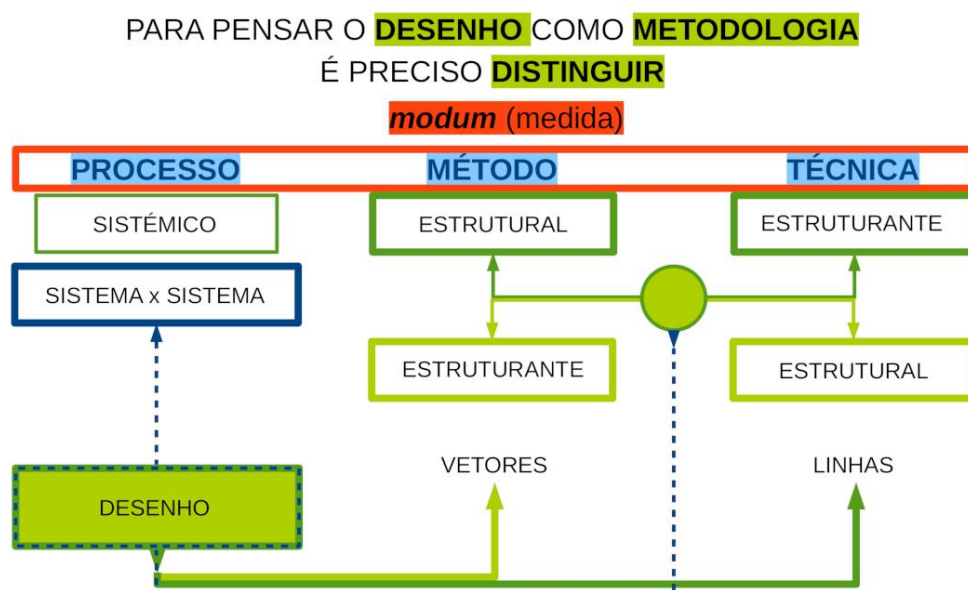 PARA PENSAR O DESENHO COMO METODOLOGIA
É PRECISO DISTINGUIR
modum (medida)
PROCESSO MÉTODO TÉCNICA
SISTÉMICO ESTRUTURAL ESTRUTURANTE
SISTEMA x SISTEMA
ESTRUTURANTE ESTRUTURAL
VETORES LINHAS
DESENHO